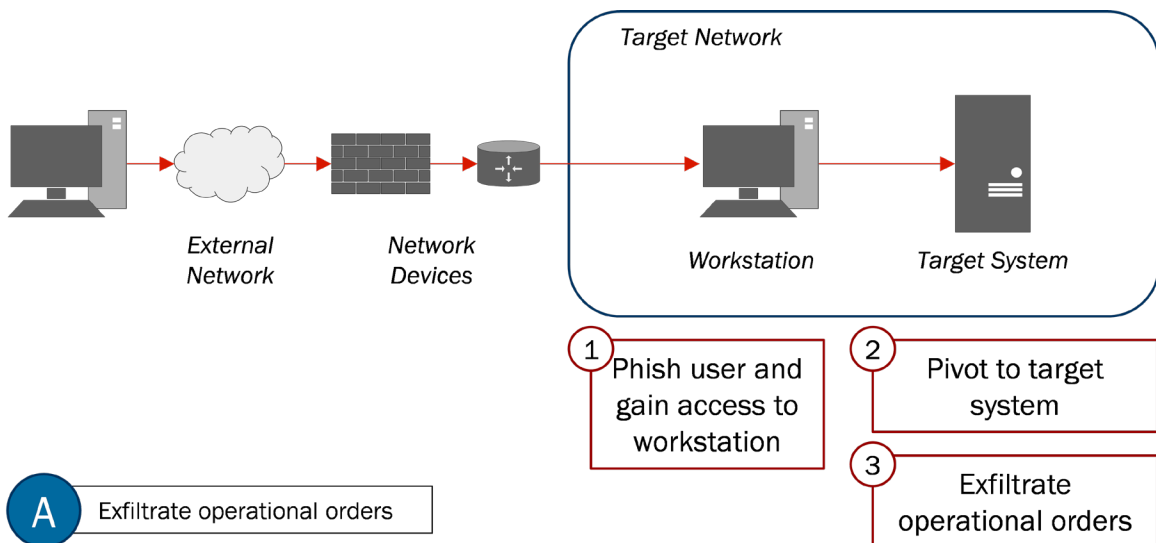 Target Network
External
Network
Network
Devices
Workstation
Target System
1
Phish user and
gain access to
workstation
2
Pivot to target
system
3
Exfiltrate
operational orders
A
Exfiltrate operational orders